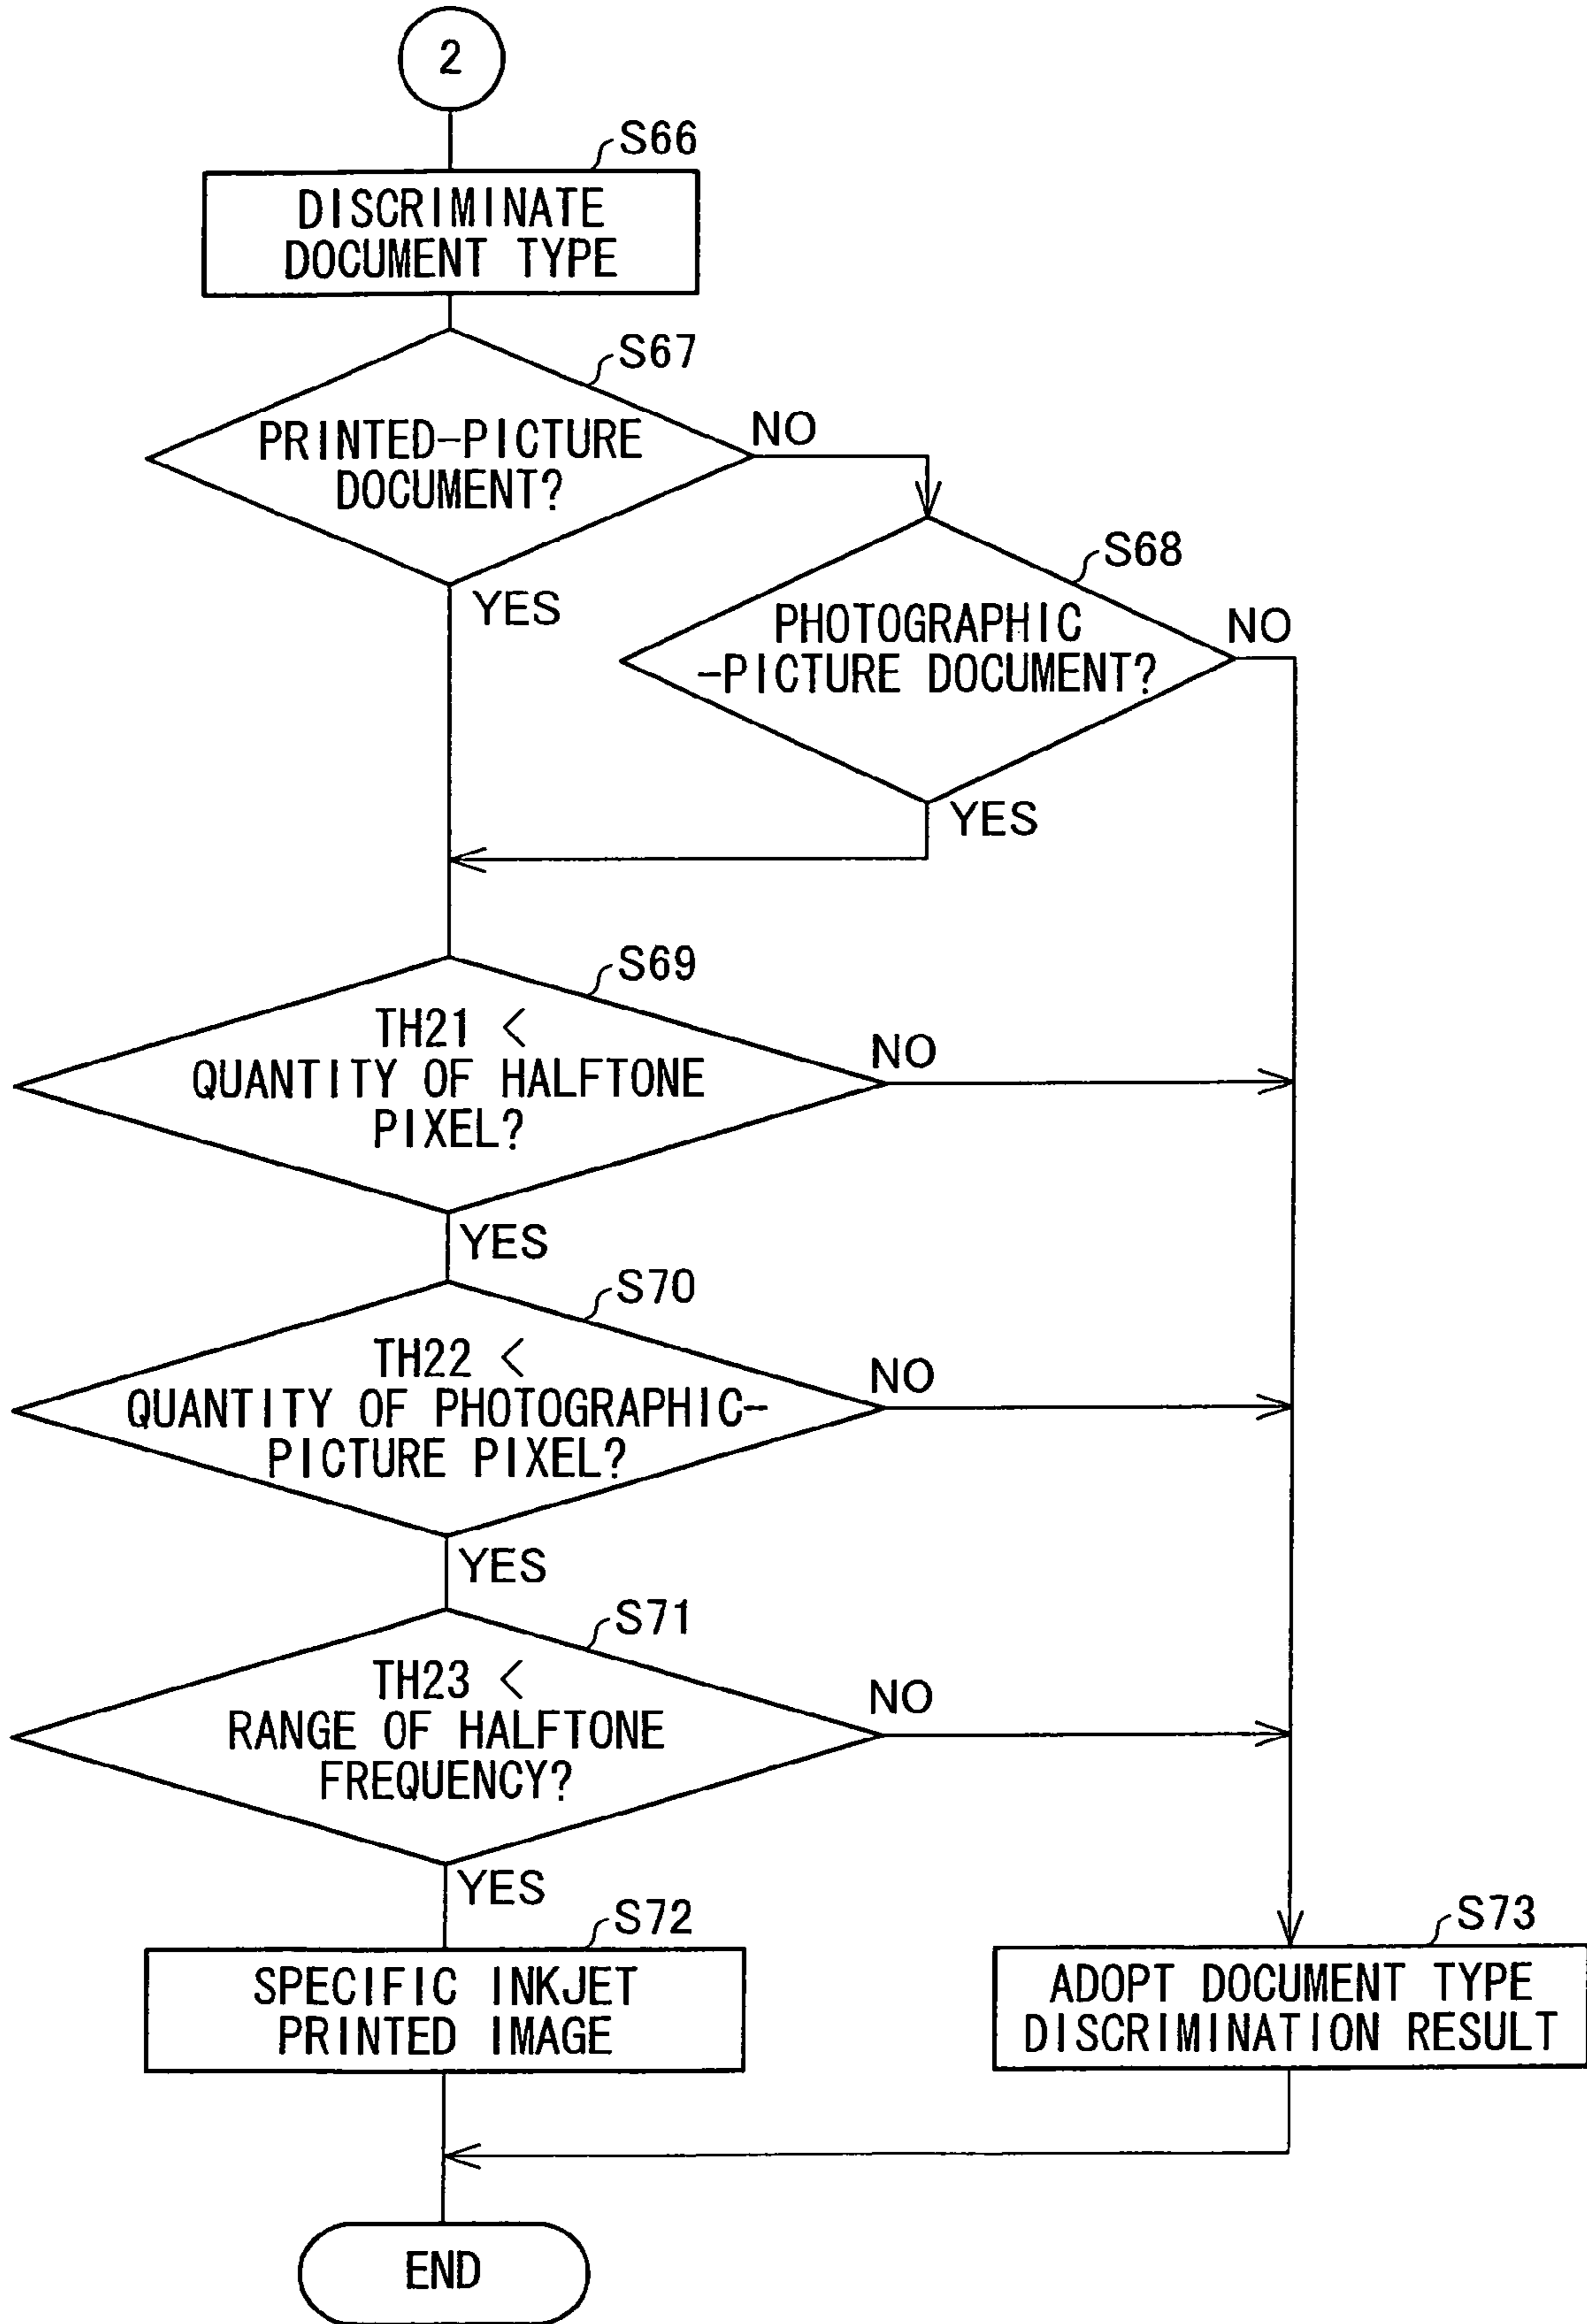 2
S66
DISCRIMINATE
DOCUMENT TYPE
S67
PRINTED-PICTURE
DOCUMENT?
NO
YES
S68
PHOTOGRAPHIC
-PICTURE DOCUMENT?
NO
YES
S69
TH21 <
QUANTITY OF HALFTONE
PIXEL?
NO
YES
S70
TH22 <
QUANTITY OF PHOTOGRAPHIC-
PICTURE PIXEL?
NO
YES
S71
TH23 <
RANGE OF HALFTONE
FREQUENCY?
NO
YES
S72
SPECIFIC INKJET
PRINTED IMAGE
S73
ADOPT DOCUMENT TYPE
DISCRIMINATION RESULT
END